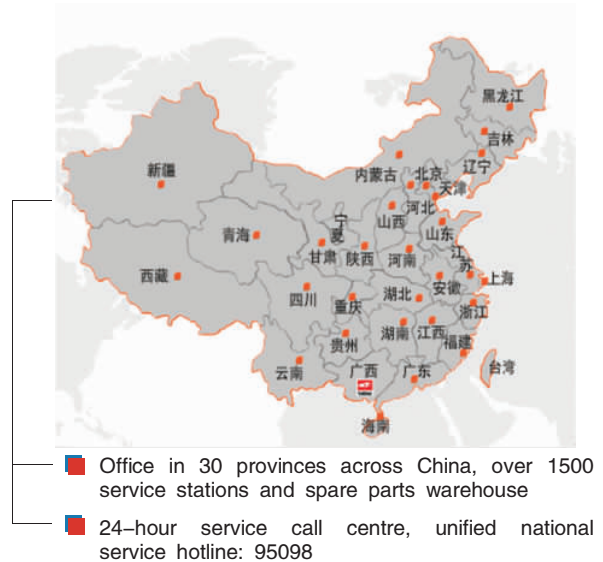 黑龙江
吉林
辽宁
内蒙古
北京
天津
新疆
河北
山西
宁夏
山东
青海
甘肃
陕西
河南
江苏
西藏
安徽
上海
四川
重庆
湖北
浙江
湖南
江西
贵州
福建
云南
广西
广东
台湾
海南
Office in 30 provinces across China, over 1500
service stations and spare parts warehouse
24–hour service call centre, unified national
service hotline: 95098